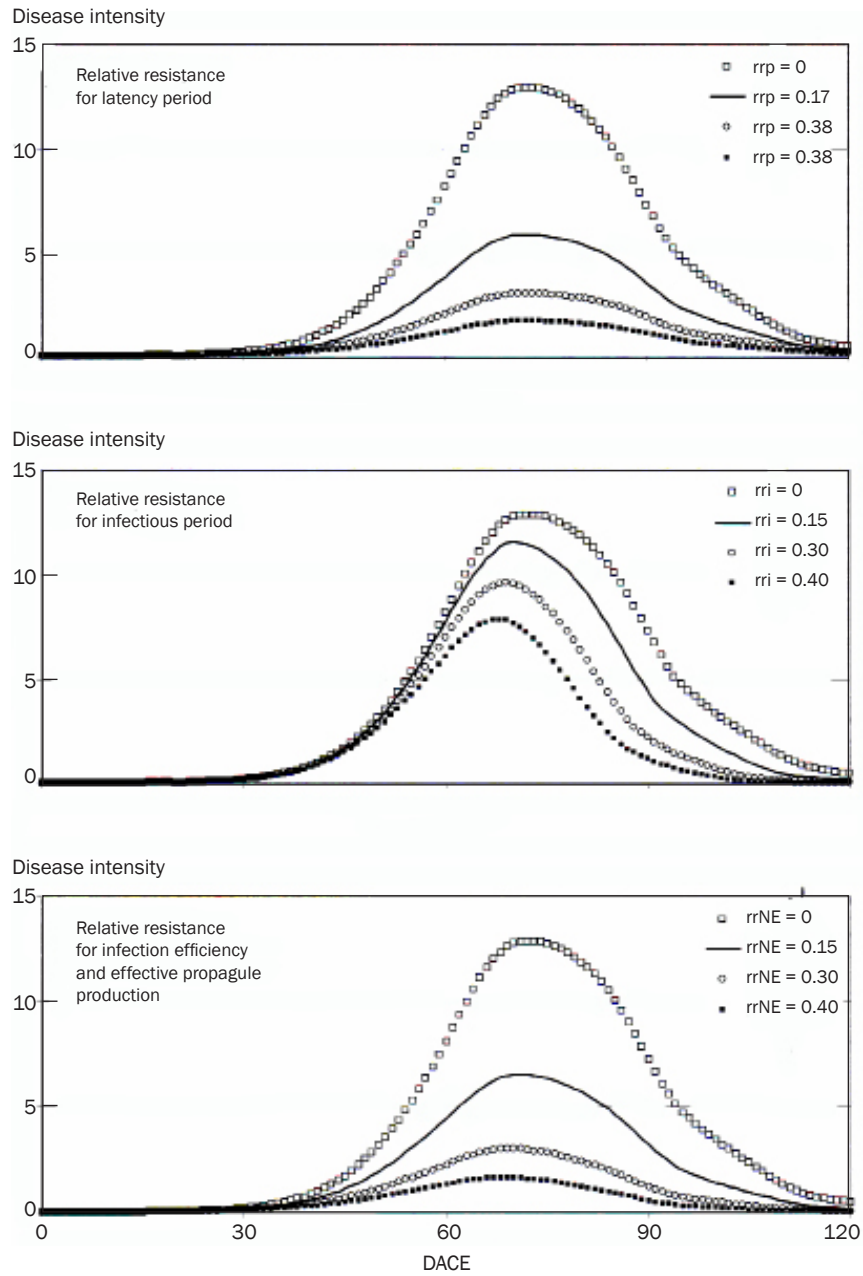 Disease intensity
15
Relative resistance
for latency period
rrp = 0
rrp = 0.17
rrp = 0.38
rrp = 0.38
10
5
0
Disease intensity
15
Relative resistance
for infectious period
rri = 0
rri = 0.15
rri = 0.30
rri = 0.40
10
5
0
Disease intensity
15
Relative resistance
for infection efficiency
and effective propagule
production
rrNE = 0
rrNE = 0.15
rrNE = 0.30
rrNE = 0.40
10
5
0
0 30 60 90 120
DACE